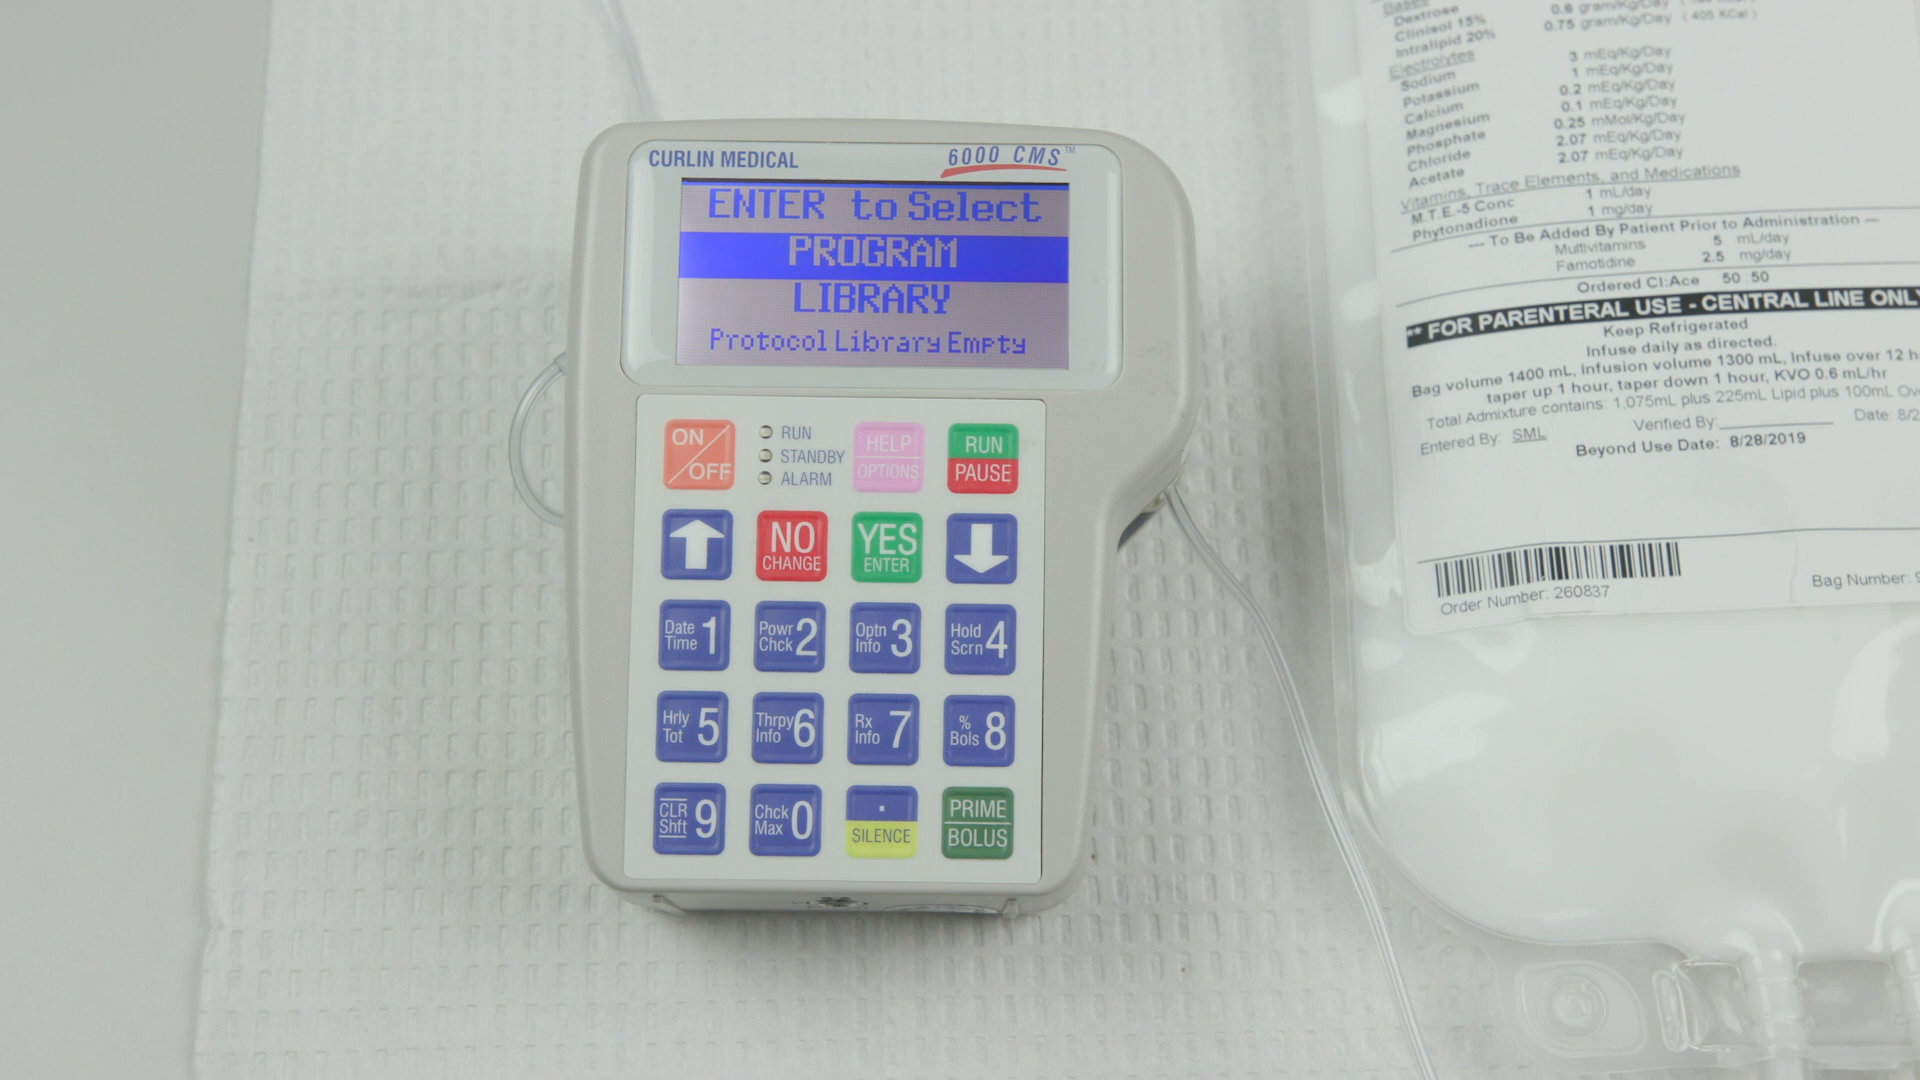 CURLIN MEDICAL
6000 CMS™
ENTER to Select
PROGRAM
LIBRARY
Protocol Library Empty
ON/OFF
RUN
STANDBY
ALARM
HELP
OPTIONS
RUN
PAUSE
NO
CHANGE
YES
ENTER
Date
Time 1
Powr
Chck 2
Optn
Info 3
Hold
Scrn 4
Hrly
Tot 5
Thrpy
Info 6
Rx
Info 7
%
Bols 8
CLR
Shft 9
Chck
Max 0
.
SILENCE
PRIME
BOLUS
Bases
Dextrose 0.6 gram/Kg/Day
Clinisol 15% 0.75 gram/Kg/Day (405 KCal)
Intralipid 20%
Electrolytes
Sodium 3 mEq/Kg/Day
Potassium 1 mEq/Kg/Day
Calcium 0.2 mEq/Kg/Day
Magnesium 0.1 mEq/Kg/Day
Phosphate 0.25 mMol/Kg/Day
Chloride 2.07 mEq/Kg/Day
Acetate 2.07 mEq/Kg/Day
Vitamins, Trace Elements, and Medications
M.T.E.-5 Conc 1 mL/day
Phytonadione 1 mg/day
--- To Be Added By Patient Prior to Administration ---
Multivitamins 5 mL/day
Famotidine 2.5 mg/day
Ordered Cl:Ace 50:50
** FOR PARENTERAL USE - CENTRAL LINE ONLY
Keep Refrigerated
Infuse daily as directed.
Bag volume 1400 mL, Infusion volume 1300 mL, Infuse over 12 h
taper up 1 hour, taper down 1 hour, KVO 0.6 mL/hr
Total Admixture contains: 1,075mL plus 225mL Lipid plus 100mL Ov
Entered By: SML Verified By: Date: 8/2
Beyond Use Date: 8/28/2019
Order Number: 260837
Bag Number: 9